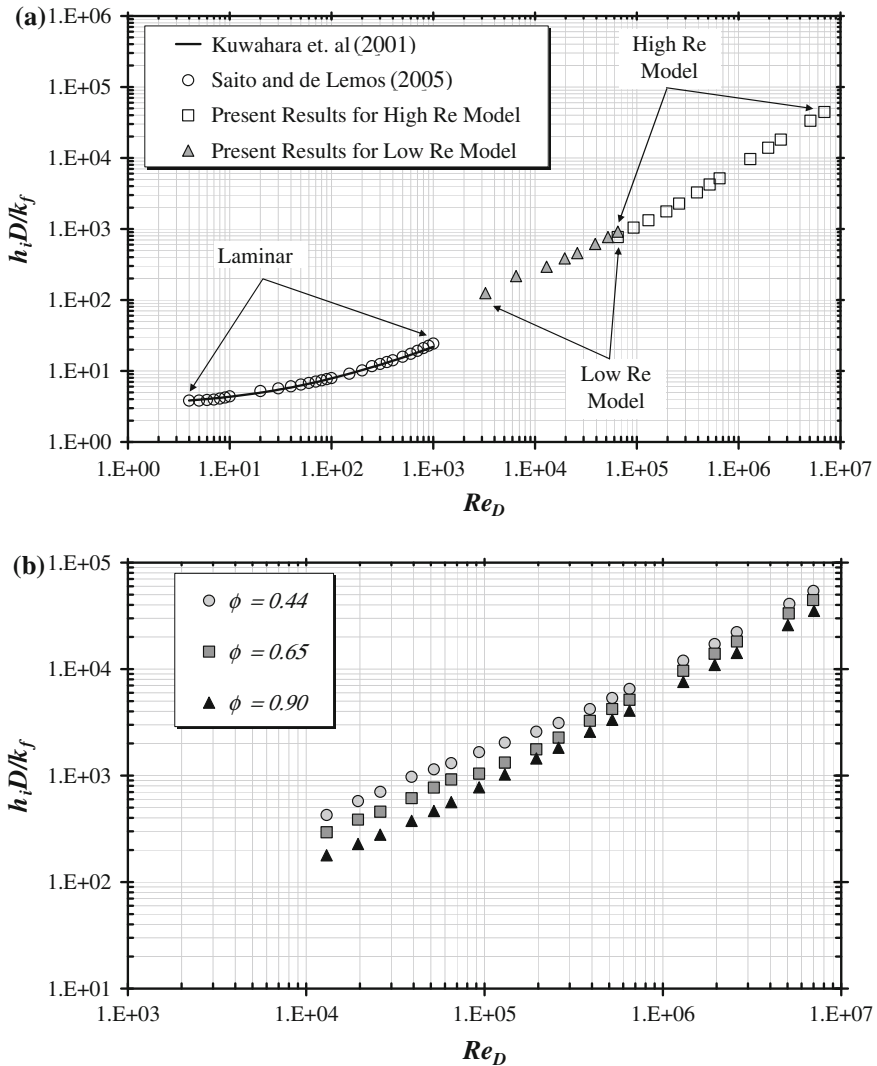 (a)
1.E+06
1.E+05
1.E+04
1.E+03
1.E+02
1.E+01
1.E+00
h_iD/k_f
Kuwahara et. al (2001)
Saito and de Lemos (2005)
Present Results for High Re Model
Present Results for Low Re Model
High Re
Model
Laminar
Low Re
Model
1.E+00 1.E+01 1.E+02 1.E+03 1.E+04 1.E+05 1.E+06 1.E+07
Re_D
(b)
1.E+05
1.E+04
1.E+03
1.E+02
1.E+01
h_iD/k_f
ϕ = 0.44
ϕ = 0.65
ϕ = 0.90
1.E+03 1.E+04 1.E+05 1.E+06 1.E+07
Re_D